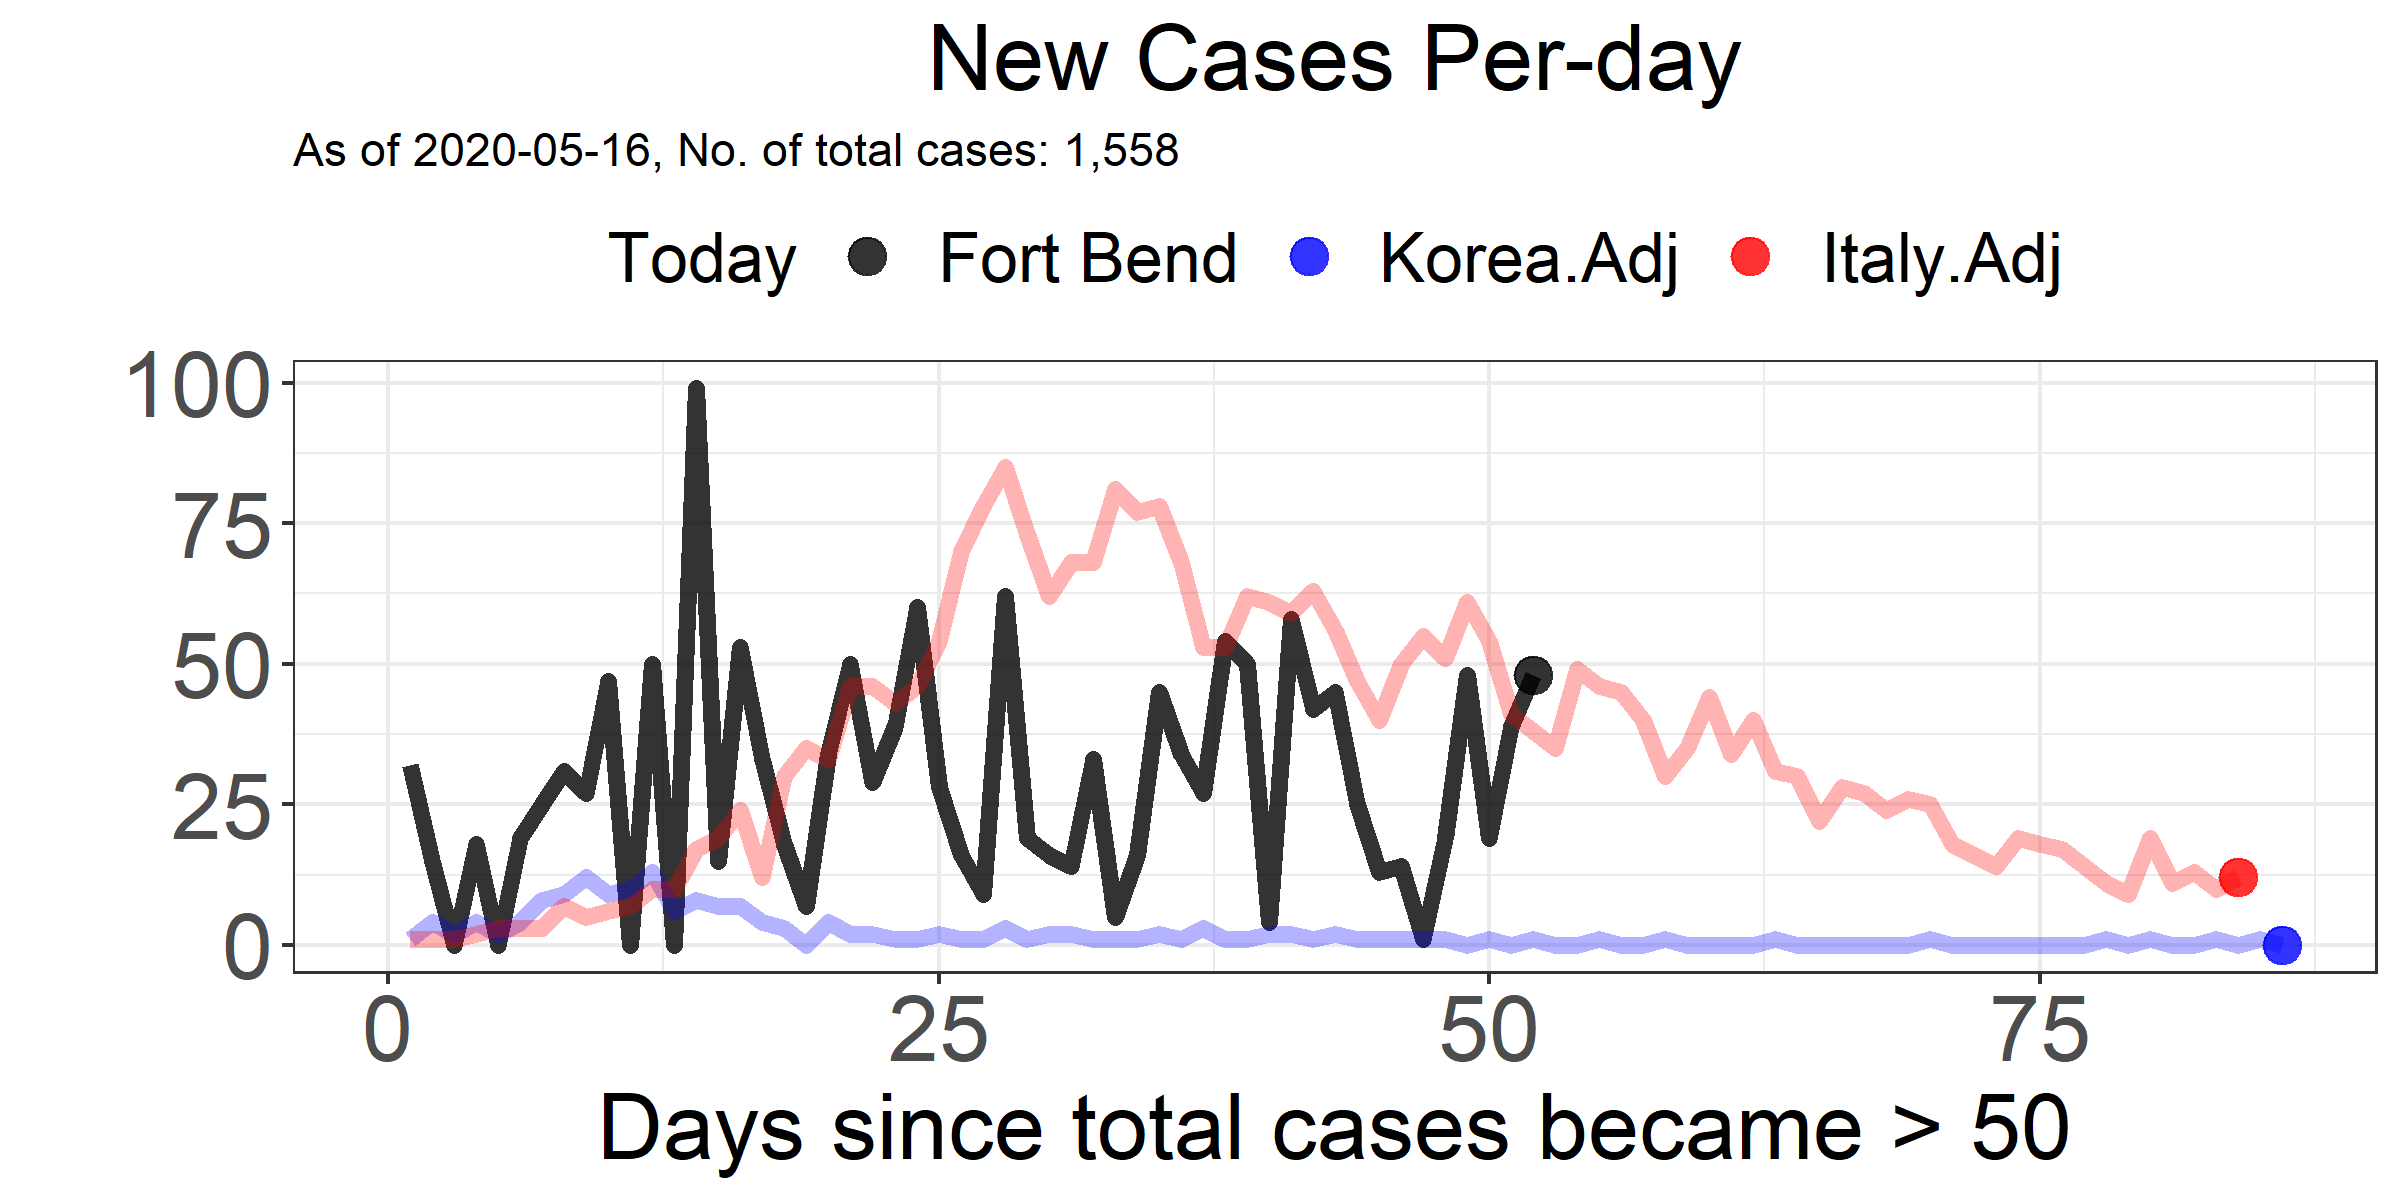 New Cases Per-day
As of 2020-05-16, No. of total cases: 1,558
Today Fort Bend Korea.Adj Italy.Adj
100
75
50
25
0
0 25 50 75
Days since total cases became > 50